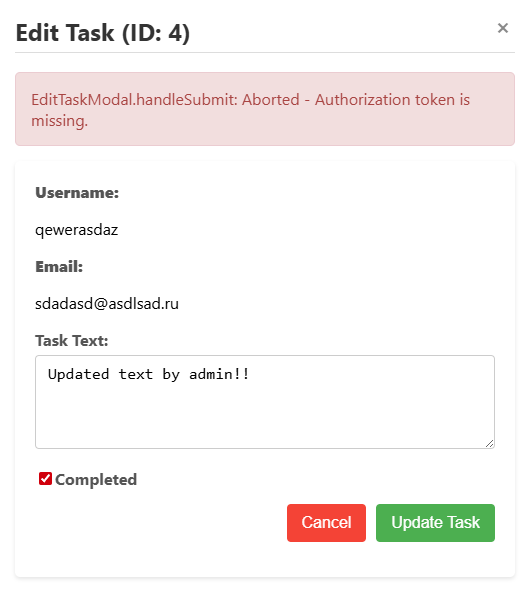 Edit Task (ID: 4)
×
EditTaskModal.handleSubmit: Aborted - Authorization token is
missing.
Username:
qewerasdaz
Email:
sdadasd@asdlsad.ru
Task Text:
Updated text by admin!!
Completed
Cancel
Update Task